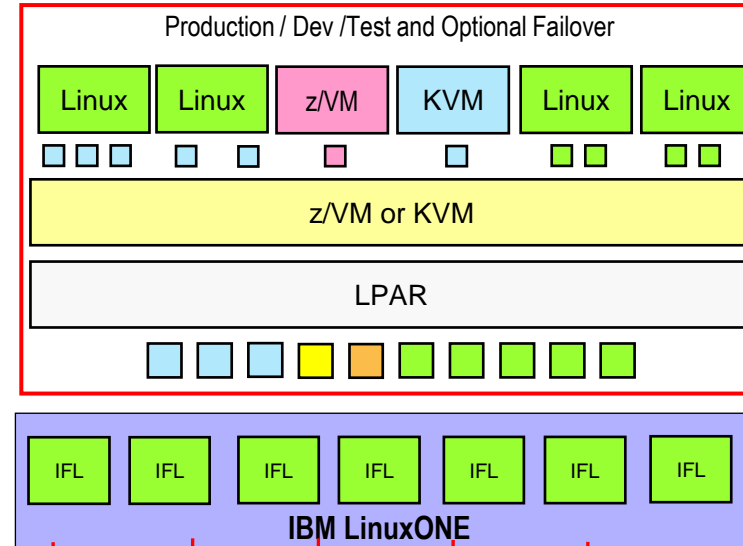 Production / Dev /Test and Optional Failover
Linux Linux z/VM KVM Linux Linux
z/VM or KVM
LPAR
IFL IFL IFL IFL IFL IFL IFL
IBM LinuxONE